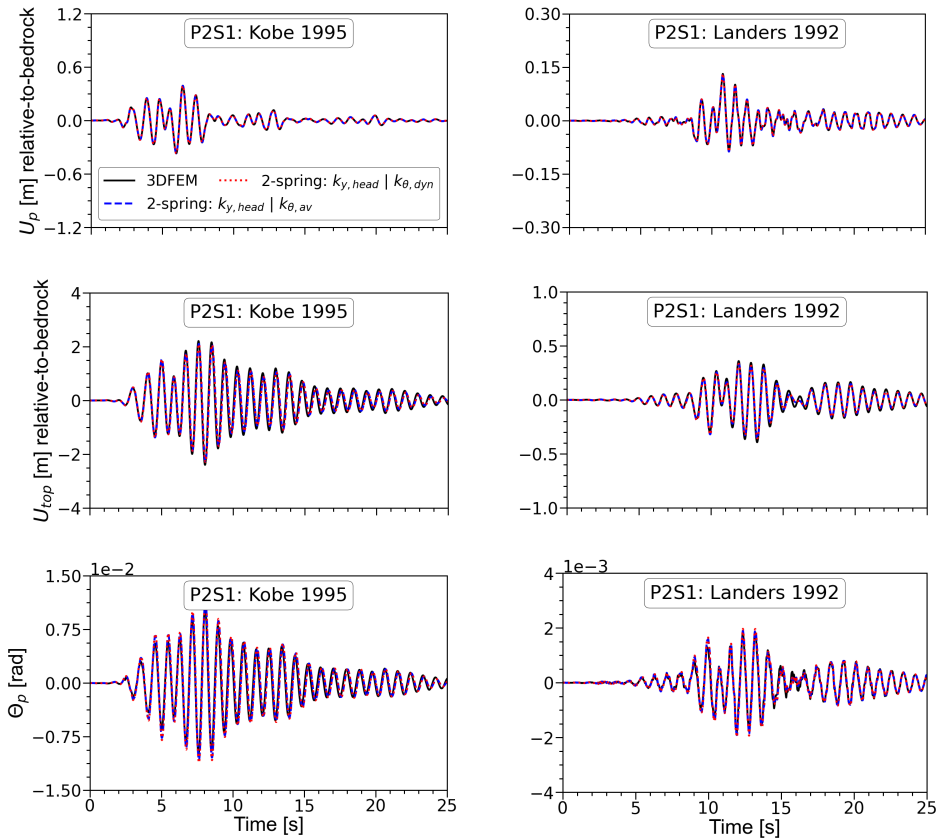 P2S1: Kobe 1995
U_p [m] relative-to-bedrock
1.2
0.6
0.0
−0.6
−1.2
3DFEM
2-spring: k_{y, head} | k_{θ, dyn}
2-spring: k_{y, head} | k_{θ, av}
P2S1: Landers 1992
0.30
0.15
0.00
−0.15
−0.30
P2S1: Kobe 1995
U_{top} [m] relative-to-bedrock
4
2
0
−2
−4
P2S1: Landers 1992
1.0
0.5
0.0
−0.5
−1.0
1e−2
P2S1: Kobe 1995
Θ_p [rad]
1.50
0.75
0.00
−0.75
−1.50
0 5 10 15 20 25
Time [s]
1e−3
P2S1: Landers 1992
4
2
0
−2
−4
0 5 10 15 20 25
Time [s]